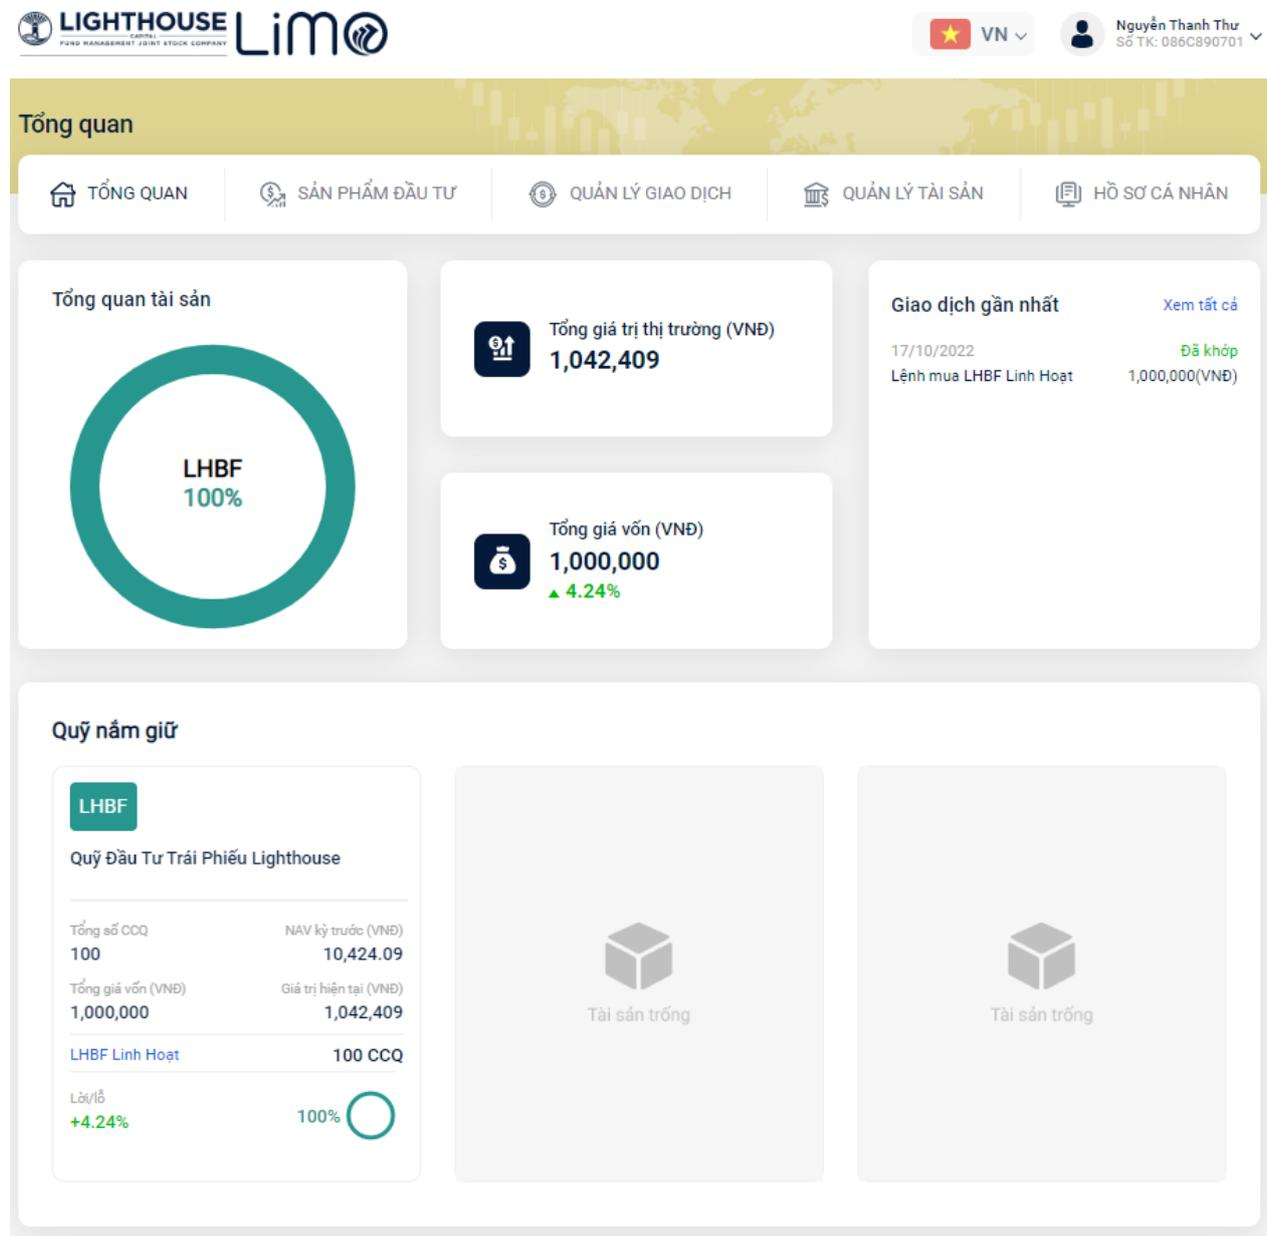 LIGHTHOUSE
CAPITAL
FUND MANAGEMENT JOINT STOCK COMPANY
LiMO
VN
Nguyễn Thanh Thư
Số TK: 086C890701
Tổng quan
TỔNG QUAN
SẢN PHẨM ĐẦU TƯ
QUẢN LÝ GIAO DỊCH
QUẢN LÝ TÀI SẢN
HỒ SƠ CÁ NHÂN
Tổng quan tài sản
LHBF
100%
Tổng giá trị thị trường (VNĐ)
1,042,409
Tổng giá vốn (VNĐ)
1,000,000
4.24%
Giao dịch gần nhất
Xem tất cả
17/10/2022
Đã khớp
Lệnh mua LHBF Linh Hoạt
1,000,000(VNĐ)
Quỹ nắm giữ
LHBF
Quỹ Đầu Tư Trái Phiếu Lighthouse
Tổng số CCQ
NAV kỳ trước (VNĐ)
100
10,424.09
Tổng giá vốn (VNĐ)
Giá trị hiện tại (VNĐ)
1,000,000
1,042,409
LHBF Linh Hoạt
100 CCQ
Lời/lỗ
+4.24%
100%
Tài sản trống
Tài sản trống